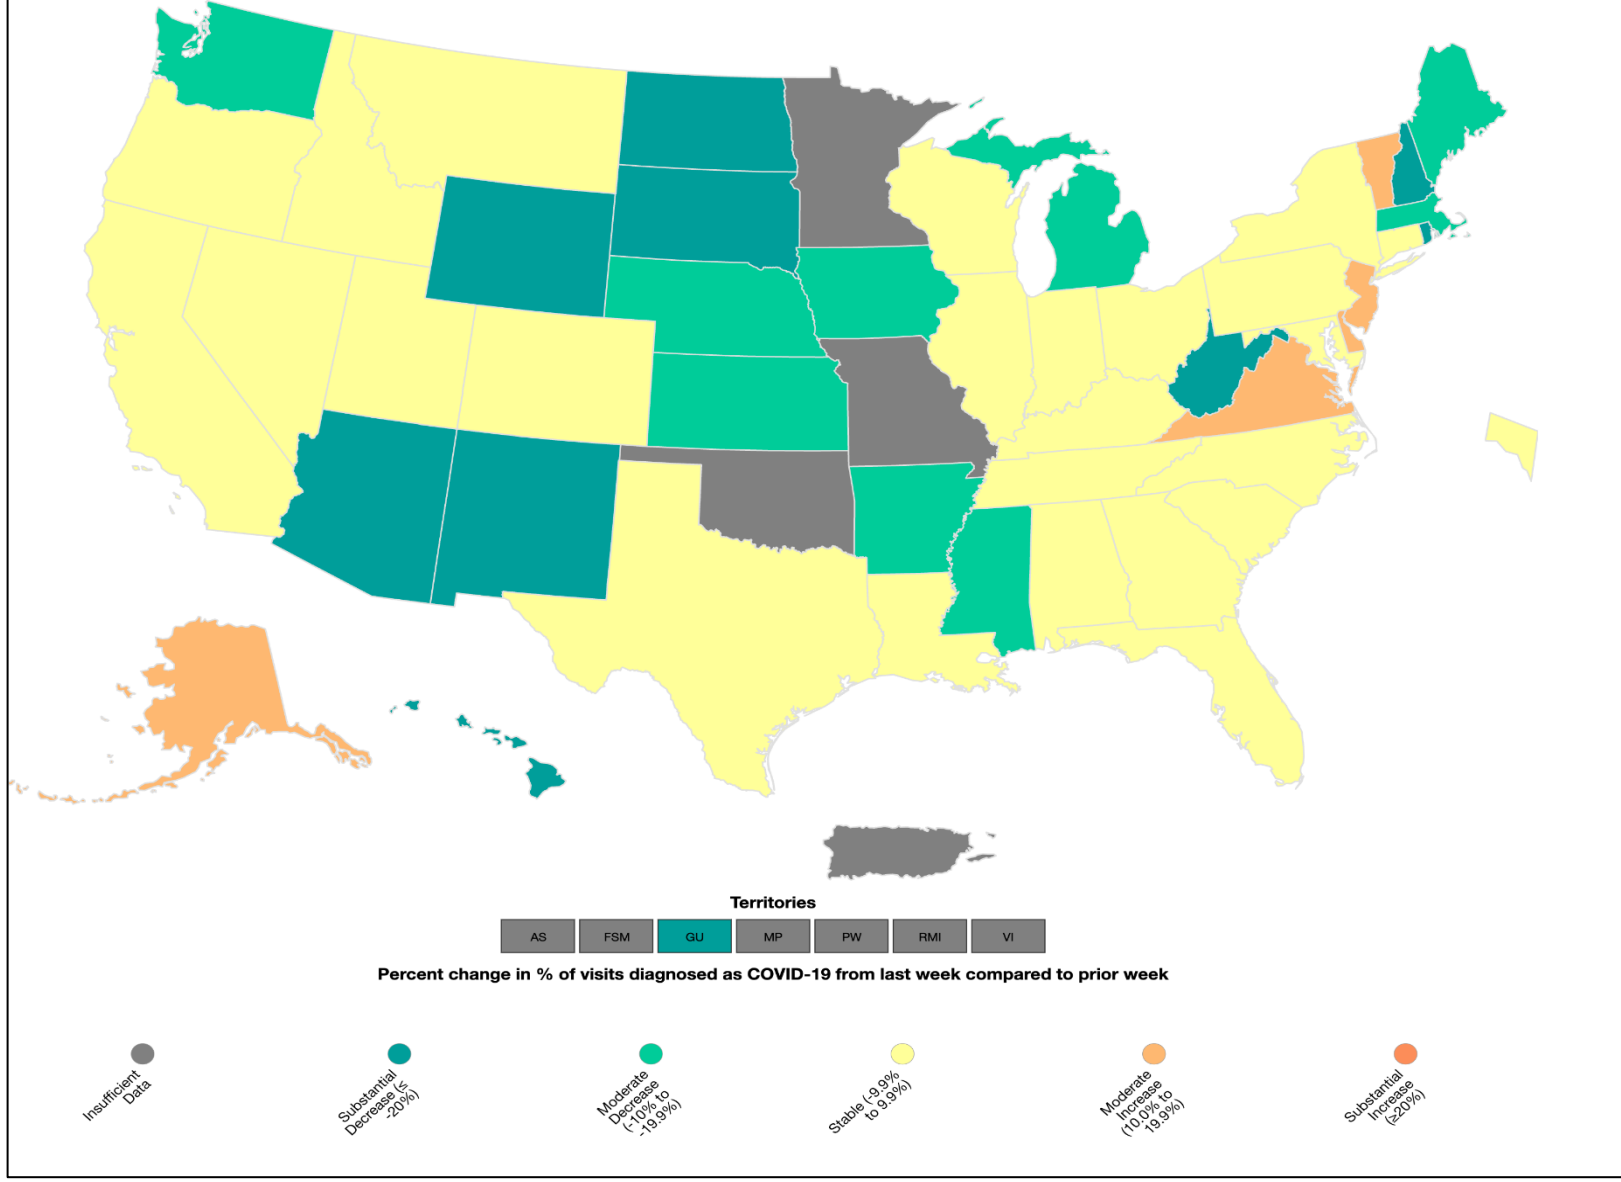 Territories
AS FSM GU MP PW RMI VI
Percent change in % of visits diagnosed as COVID-19 from last week compared to prior week
Insufficient
Data
Substantial
Decrease (≤
-20%)
Moderate
Decrease
(-10% to
-19.9%)
Stable (-9.9%
to 9.9%)
Moderate
Increase
(10.0% to
19.9%)
Substantial
Increase
(≥20%)